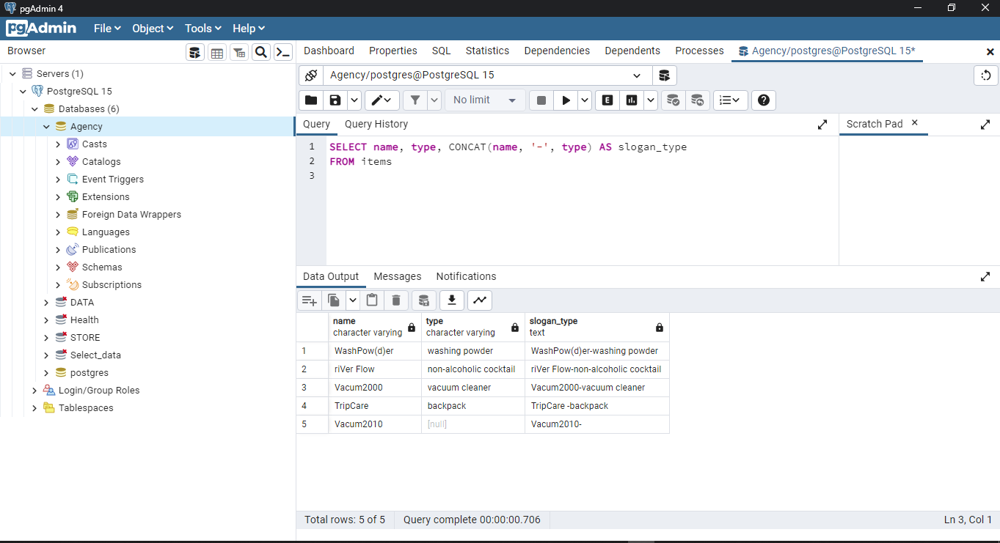 pgAdmin 4
pgAdmin File Object Tools Help
Browser
Dashboard Properties SQL Statistics Dependencies Dependents Processes Agency/postgres@PostgreSQL 15*
Servers (1)
PostgreSQL 15
Databases (6)
Agency
Casts
Catalogs
Event Triggers
Extensions
Foreign Data Wrappers
Languages
Publications
Schemas
Subscriptions
DATA
Health
STORE
Select_data
postgres
Login/Group Roles
Tablespaces
Agency/postgres@PostgreSQL 15
No limit E
Query Query History
Scratch Pad
1 SELECT name, type, CONCAT(name, '-', type) AS slogan_type
2 FROM items
3
Data Output Messages Notifications
name type slogan_type
character varying character varying text
1 WashPow(d)er washing powder WashPow(d)er-washing powder
2 riVer Flow non-alcoholic cocktail riVer Flow-non-alcoholic cocktail
3 Vacum2000 vacuum cleaner Vacum2000-vacuum cleaner
4 TripCare backpack TripCare -backpack
5 Vacum2010 [null] Vacum2010-
Total rows: 5 of 5 Query complete 00:00:00.706 Ln 3, Col 1